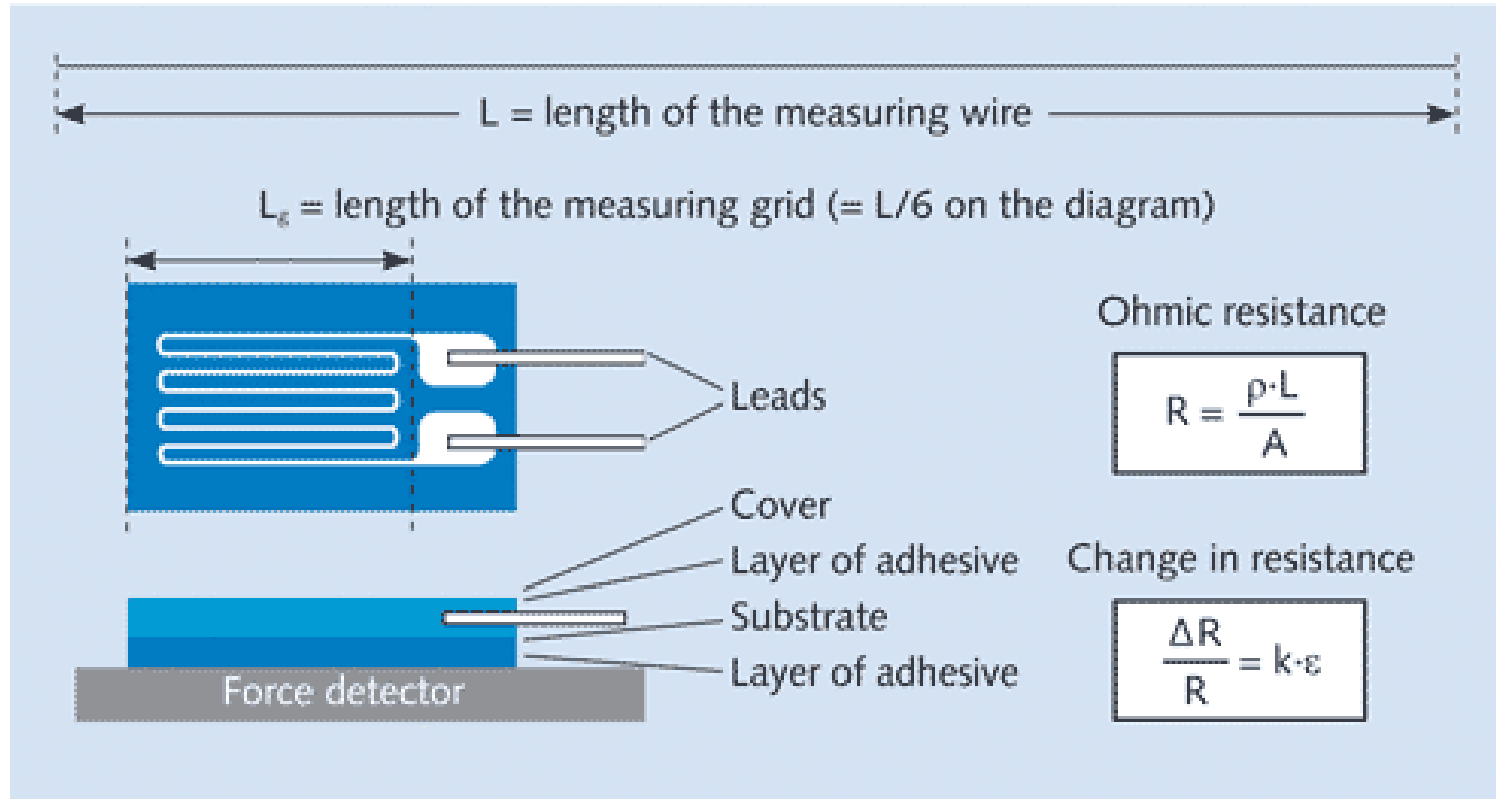 L = length of the measuring wire
Lg = length of the measuring grid (= L/6 on the diagram)
Ohmic resistance
R = ρ·L
A
Leads
Cover
Layer of adhesive
Change in resistance
Substrate
ΔR
R
= k·ε
Layer of adhesive
Force detector